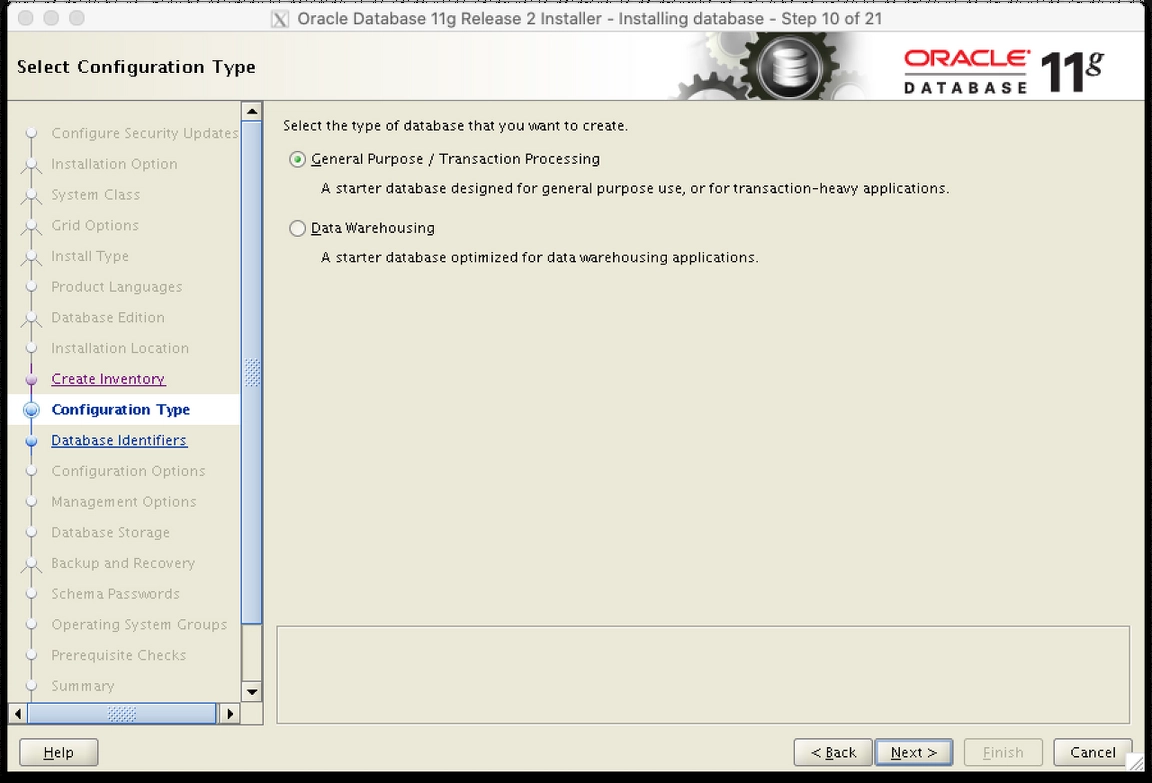 Oracle Database 11g Release 2 Installer - Installing database - Step 10 of 21
Select Configuration Type
ORACLE
DATABASE
11g
Configure Security Updates
Installation Option
System Class
Grid Options
Install Type
Product Languages
Database Edition
Installation Location
Create Inventory
Configuration Type
Database Identifiers
Configuration Options
Management Options
Database Storage
Backup and Recovery
Schema Passwords
Operating System Groups
Prerequisite Checks
Summary
Select the type of database that you want to create.
General Purpose / Transaction Processing
A starter database designed for general purpose use, or for transaction-heavy applications.
Data Warehousing
A starter database optimized for data warehousing applications.
Help
< Back
Next >
Finish
Cancel